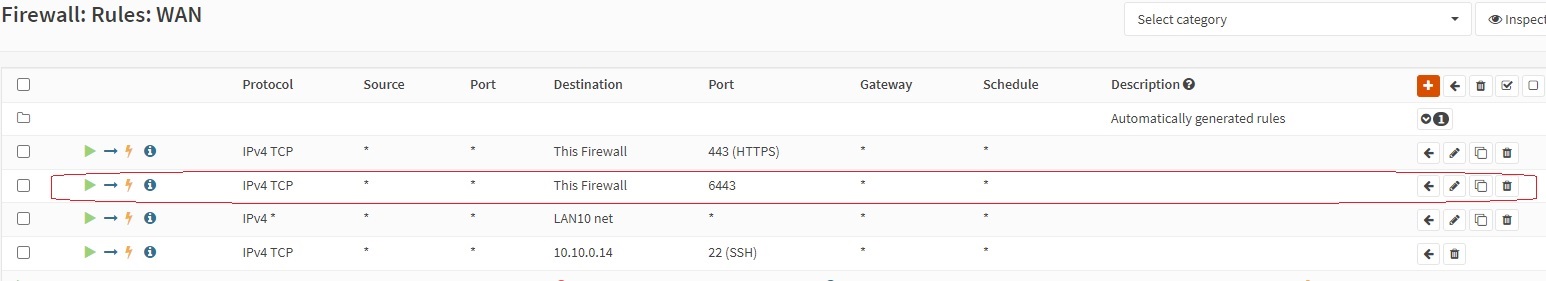 Firewall: Rules: WAN
Select category
Inspect
Protocol Source Port Destination Port Gateway Schedule Description
Automatically generated rules 1
IPv4 TCP * * This Firewall 443 (HTTPS) * *
IPv4 TCP * * This Firewall 6443 * *
IPv4 * * * LAN10 net * * *
IPv4 TCP * * 10.10.0.14 22 (SSH) * *